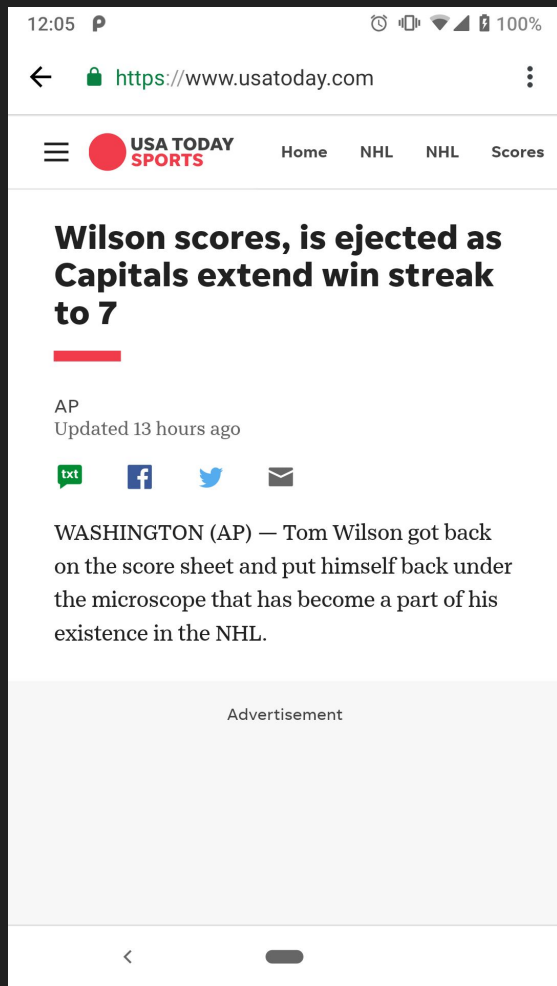 12:05
100%
https://www.usatoday.com
USA TODAY
SPORTS
Home NHL NHL Scores
Wilson scores, is ejected as
Capitals extend win streak
to 7
AP
Updated 13 hours ago
txt
WASHINGTON (AP) — Tom Wilson got back
on the score sheet and put himself back under
the microscope that has become a part of his
existence in the NHL.
Advertisement